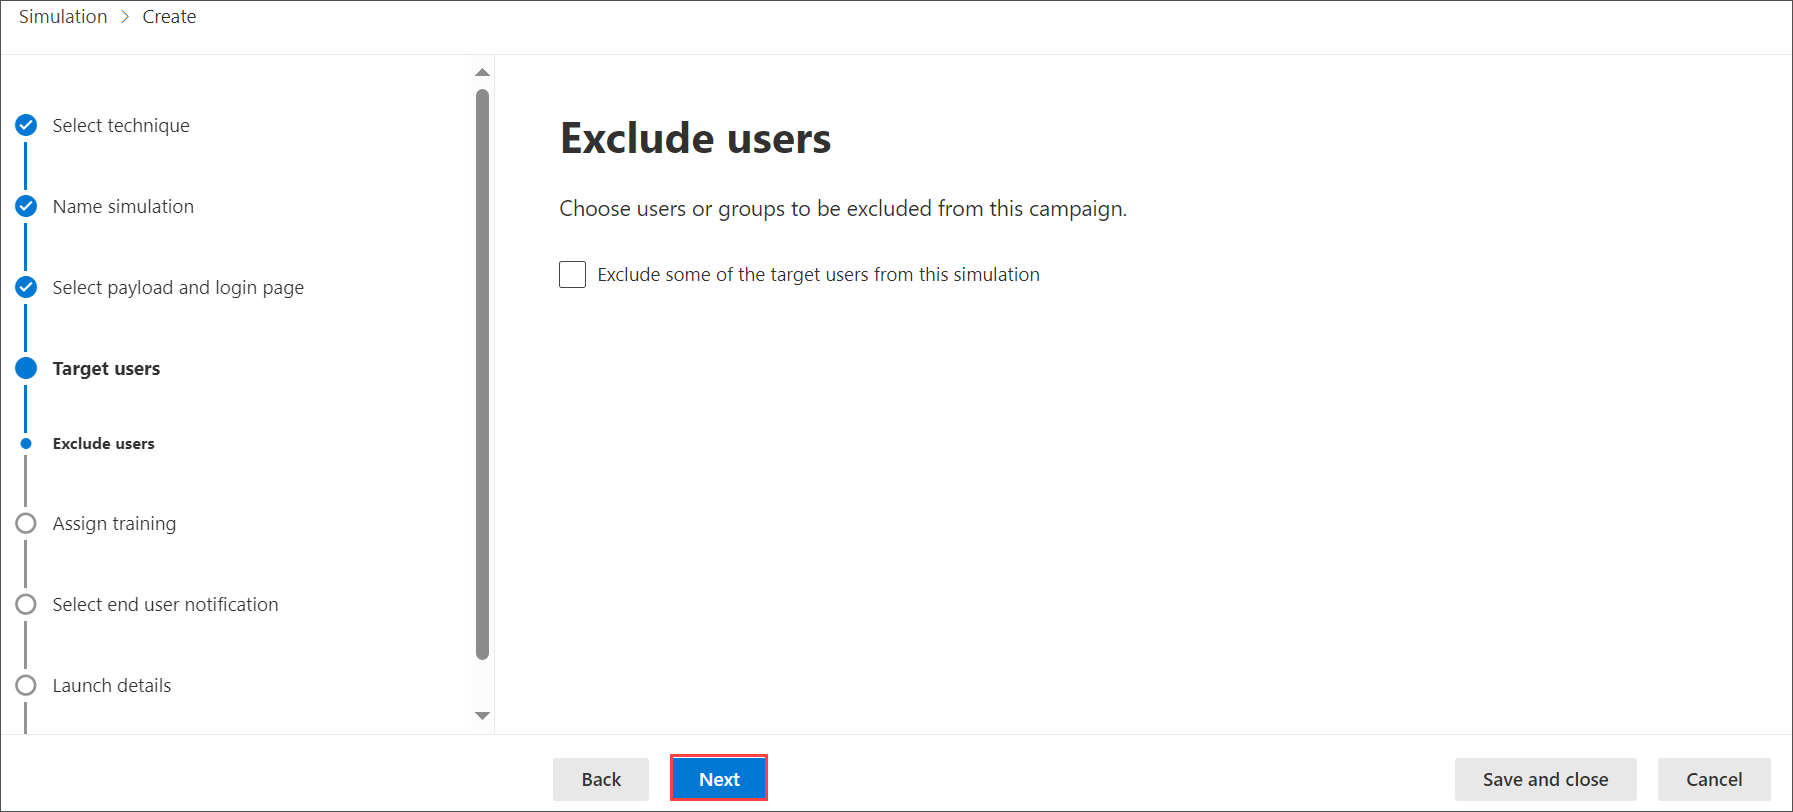 Simulation > Create
Select technique
Name simulation
Select payload and login page
Target users
Exclude users
Assign training
Select end user notification
Launch details
Exclude users
Choose users or groups to be excluded from this campaign.
Exclude some of the target users from this simulation
Back
Next
Save and close
Cancel